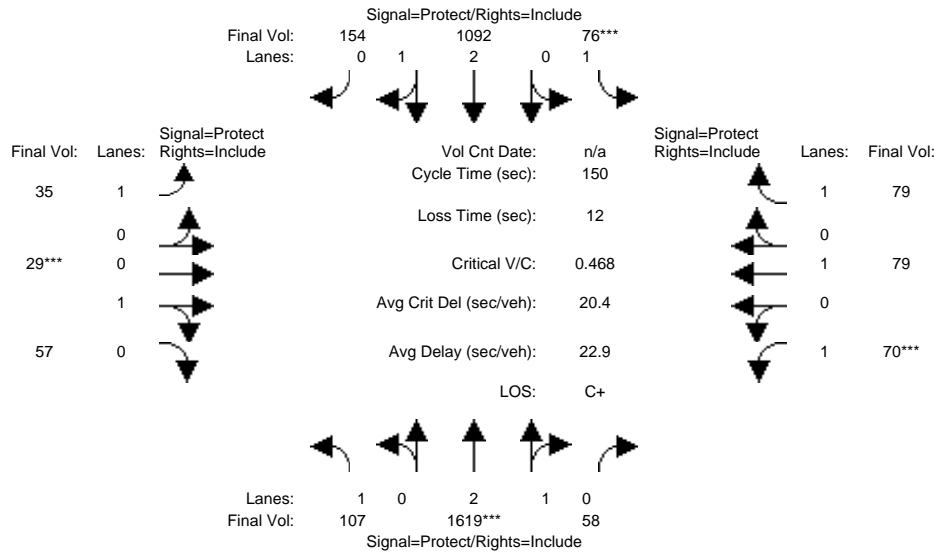 Signal=Protect/Rights=Include
Final Vol: 154 1092 76***
Lanes: 0 1 2 0 1
Signal=Protect
Final Vol: Lanes: Rights=Include
Vol Cnt Date: n/a
Signal=Protect
Rights=Include Lanes: Final Vol:
Cycle Time (sec): 150
35 1
1 79
Loss Time (sec): 12
0
0
29*** 0
Critical V/C: 0.468
1 79
1
Avg Crit Del (sec/veh): 20.4
0
57 0
Avg Delay (sec/veh): 22.9
1 70***
LOS: C+
Lanes: 1 0 2 1 0
Final Vol: 107 1619*** 58
Signal=Protect/Rights=Include